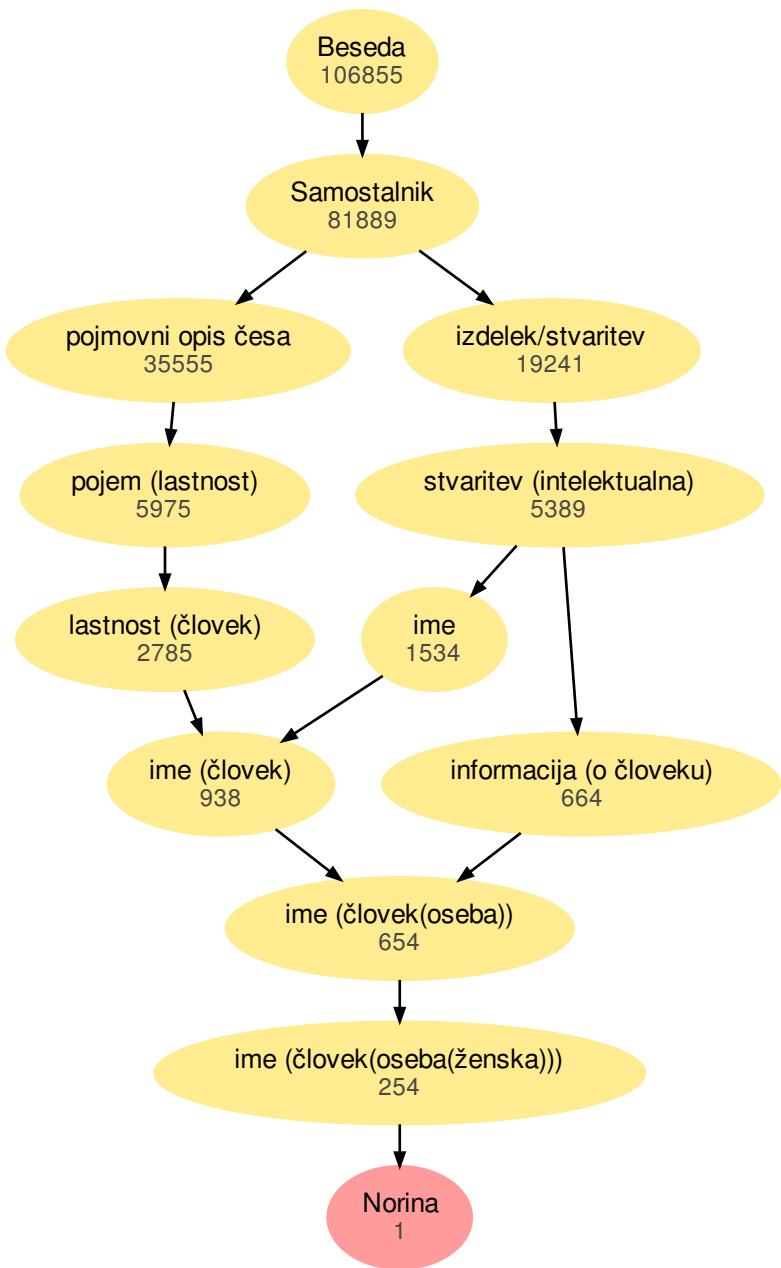 Beseda
106855
Samostalnik
81889
pojmovni opis česa
35555
izdelek/stvaritev
19241
pojem (lastnost)
5975
stvaritev (intelektualna)
5389
lastnost (človek)
2785
ime
1534
ime (človek)
938
informacija (o človeku)
664
ime (človek(oseba))
654
ime (človek(oseba(ženska)))
254
Norina
1